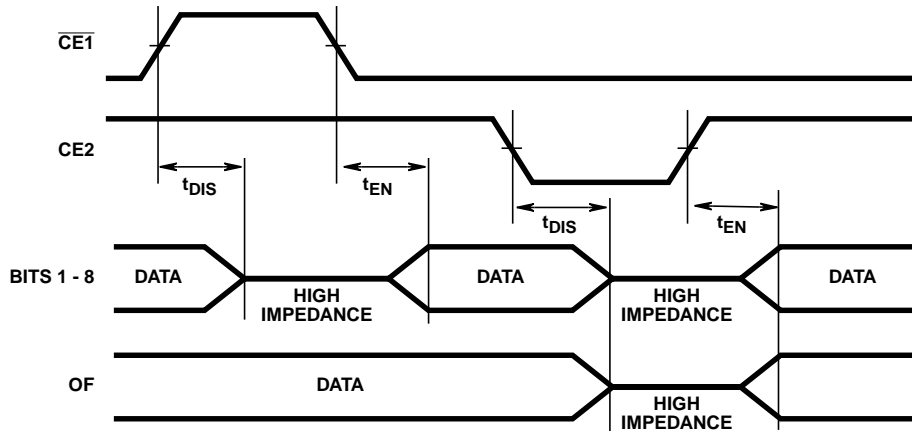 CE1
CE2
tDIS
tEN
tDIS
tEN
BITS 1 - 8
DATA
HIGH
IMPEDANCE
DATA
HIGH
IMPEDANCE
DATA
OF
DATA
HIGH
IMPEDANCE